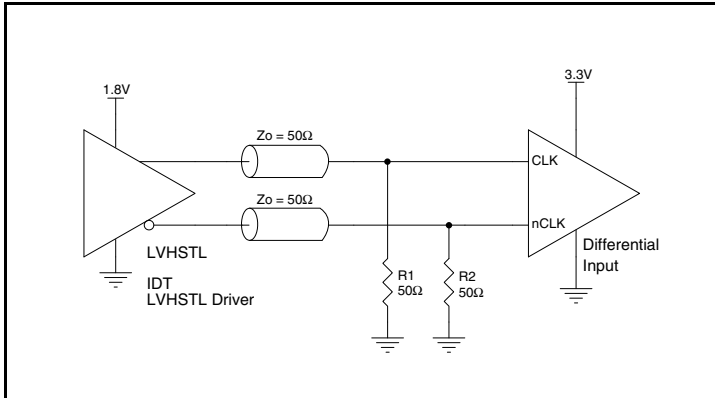 1.8V
3.3V
Zo = 50Ω
CLK
Zo = 50Ω
nCLK
LVHSTL
IDT
LVHSTL Driver
R1
50Ω
R2
50Ω
Differential
Input